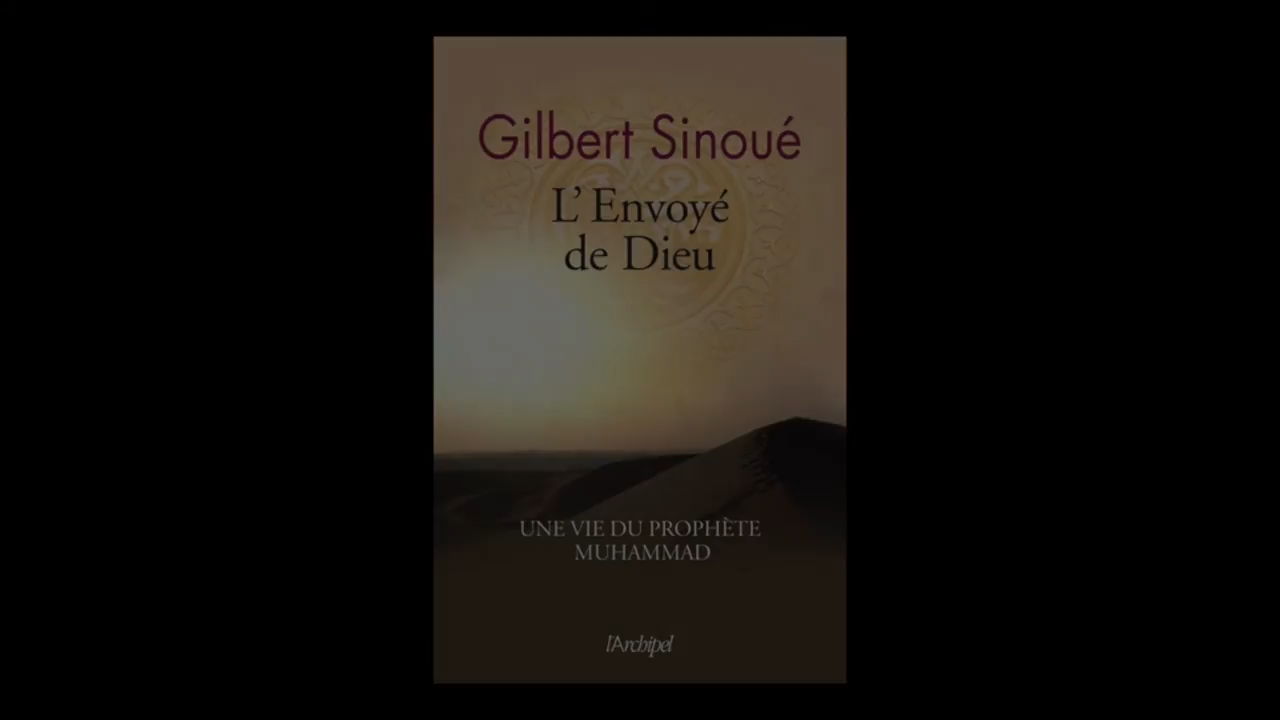 Gilbert Sinoué
L’ Envoyé
de Dieu
UNE VIE DU PROPHÈTE
MUHAMMAD
l'Archipel